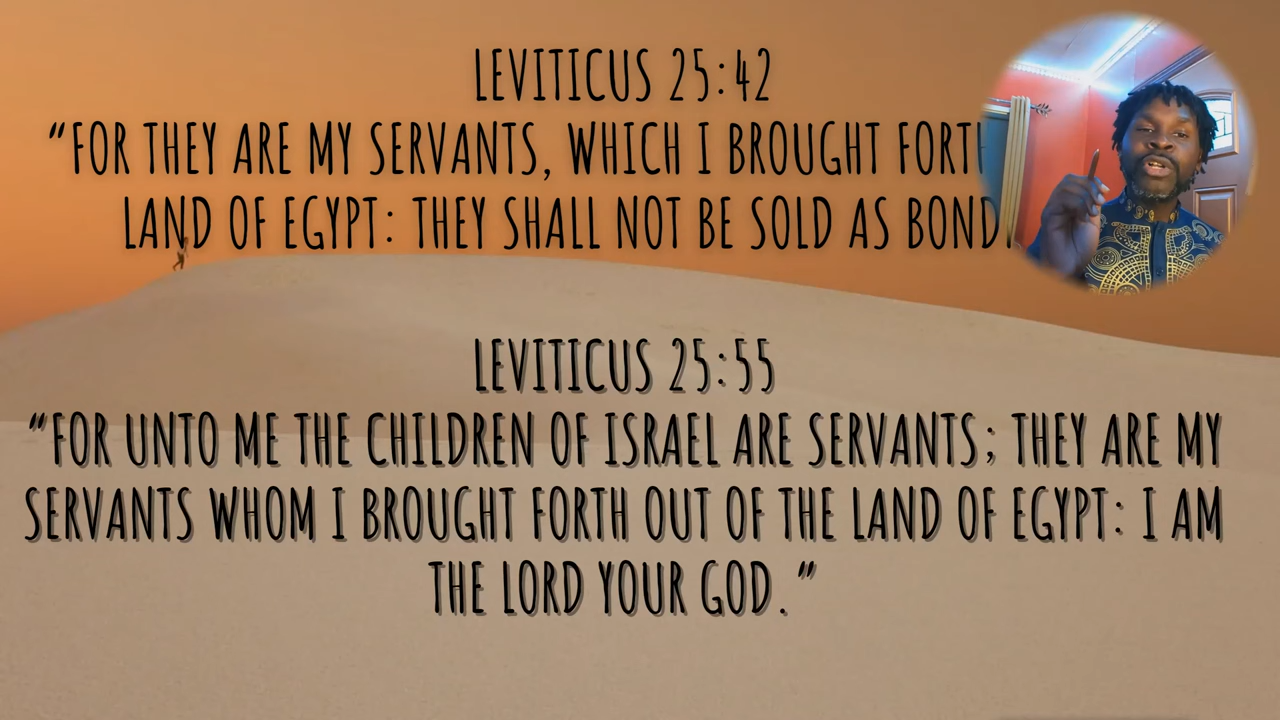 LEVITICUS 25:42
“FOR THEY ARE MY SERVANTS, WHICH I BROUGHT FORTH
LAND OF EGYPT: THEY SHALL NOT BE SOLD AS
LEVITICUS 25:55
“FOR UNTO ME THE CHILDREN OF ISRAEL ARE SERVANTS; THEY ARE MY
SERVANTS WHOM I BROUGHT FORTH OUT OF THE LAND OF EGYPT: I AM
THE LORD YOUR GOD.”